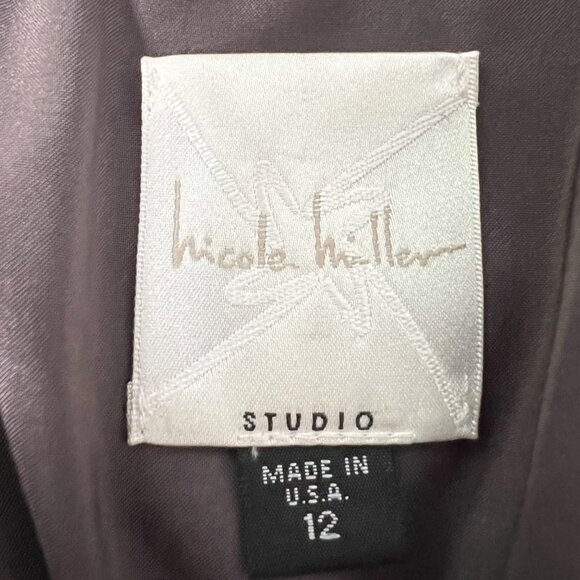 nicole miller
STUDIO
MADE IN
U.S.A.
12